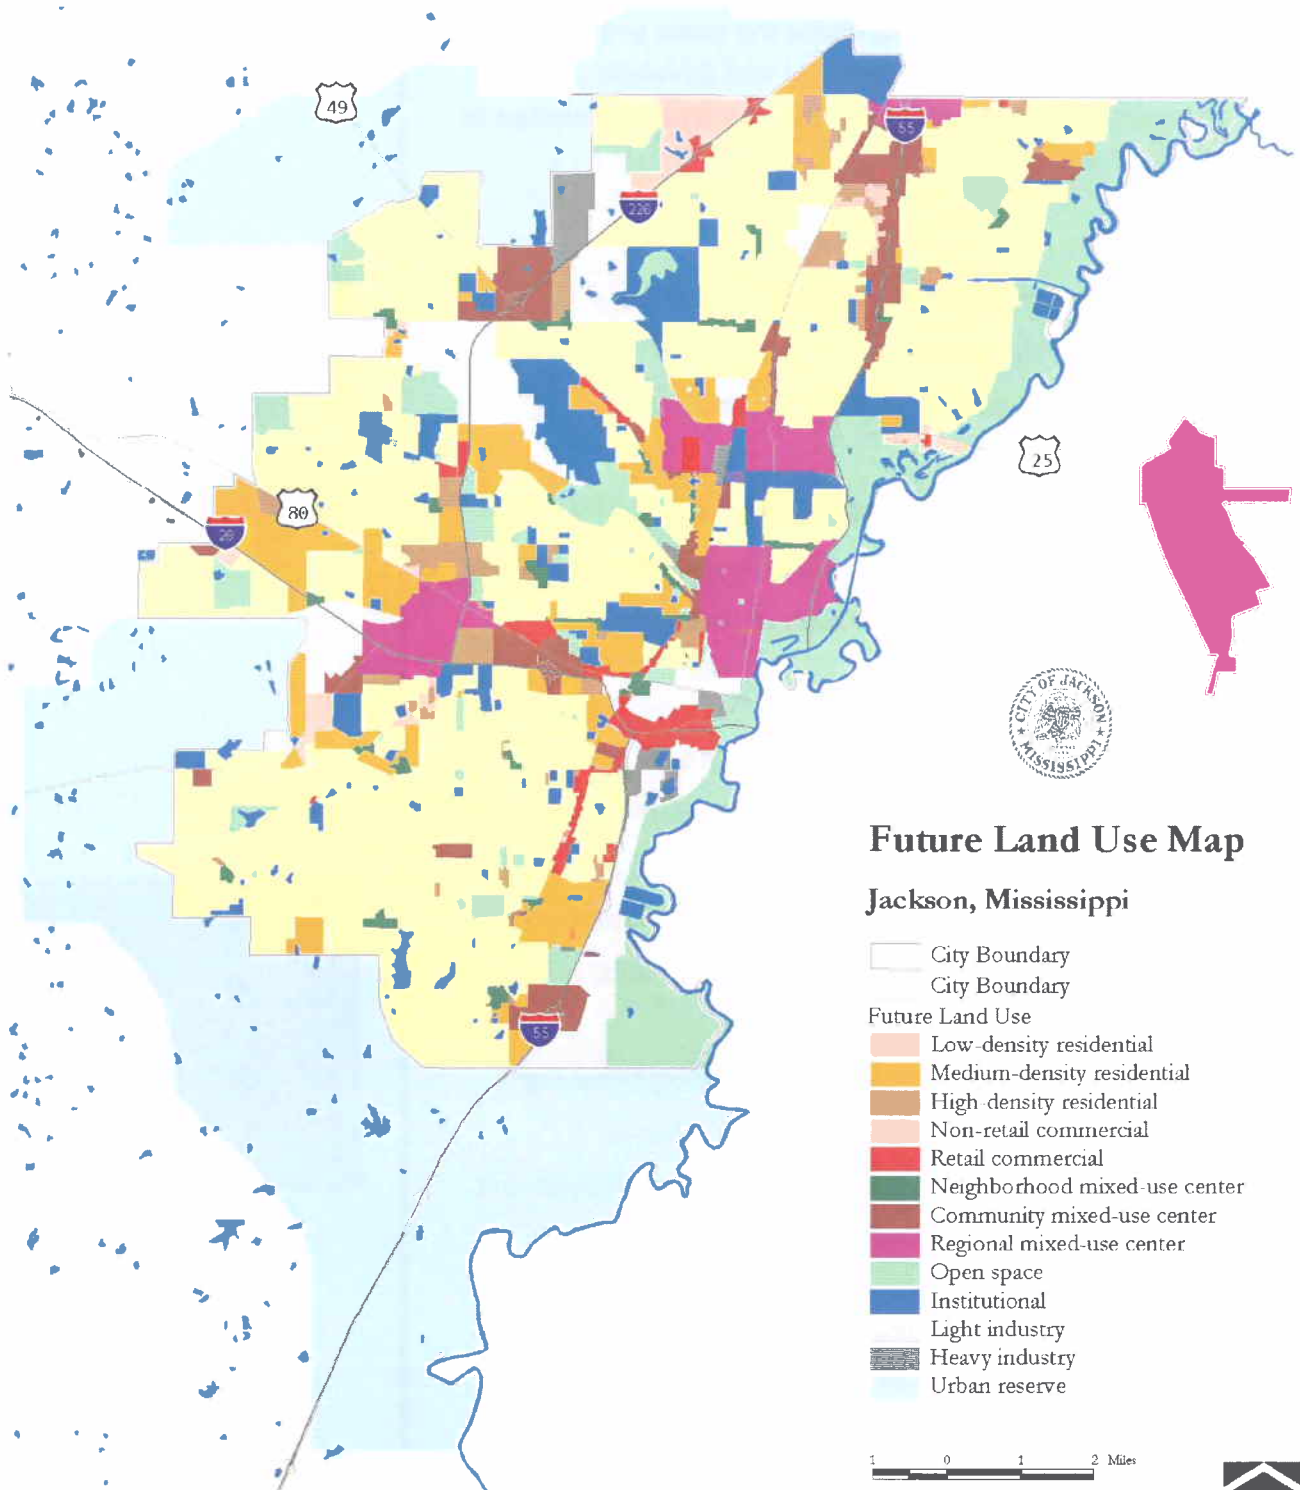 49
55
220
25
80
20
CITY OF JACKSON
MISSISSIPPI
Future Land Use Map
Jackson, Mississippi
City Boundary
City Boundary
Future Land Use
Low-density residential
Medium-density residential
High-density residential
Non-retail commercial
Retail commercial
Neighborhood mixed-use center
Community mixed-use center
Regional mixed-use center
Open space
Institutional
Light industry
Heavy industry
Urban reserve
55
1 0 1 2 Miles